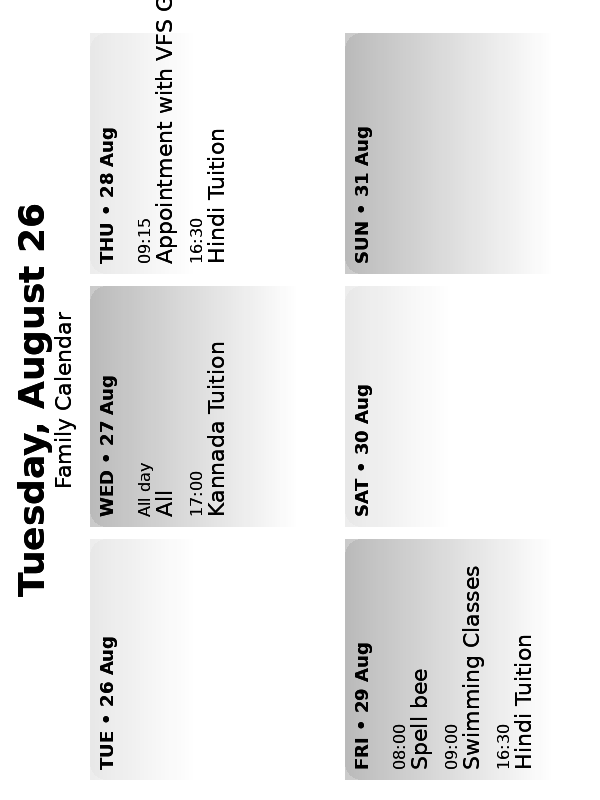 Tuesday, August 26
Family Calendar
TUE • 26 Aug
WED • 27 Aug
All day
All
17:00
Kannada Tuition
THU • 28 Aug
09:15
Appointment with VFS G
16:30
Hindi Tuition
FRI • 29 Aug
08:00
Spell bee
09:00
Swimming Classes
16:30
Hindi Tuition
SAT • 30 Aug
SUN • 31 Aug